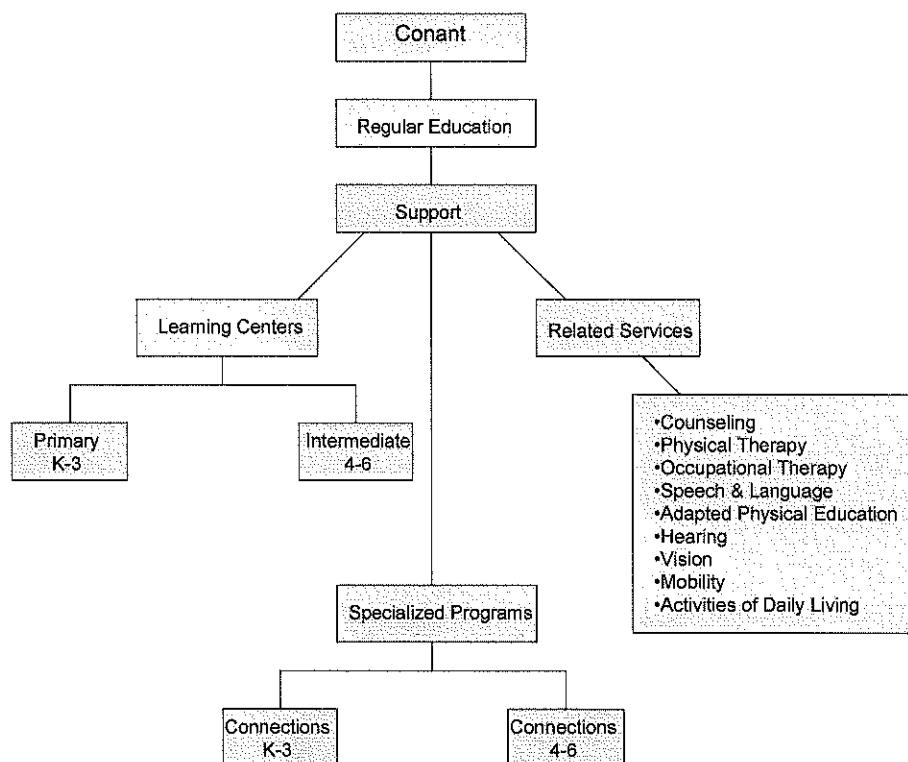 Conant
Regular Education
Support
Learning Centers
Related Services
Primary
K-3
Intermediate
4-6
•Counseling
•Physical Therapy
•Occupational Therapy
•Speech & Language
•Adapted Physical Education
•Hearing
•Vision
•Mobility
•Activities of Daily Living
Specialized Programs
Connections
K-3
Connections
4-6